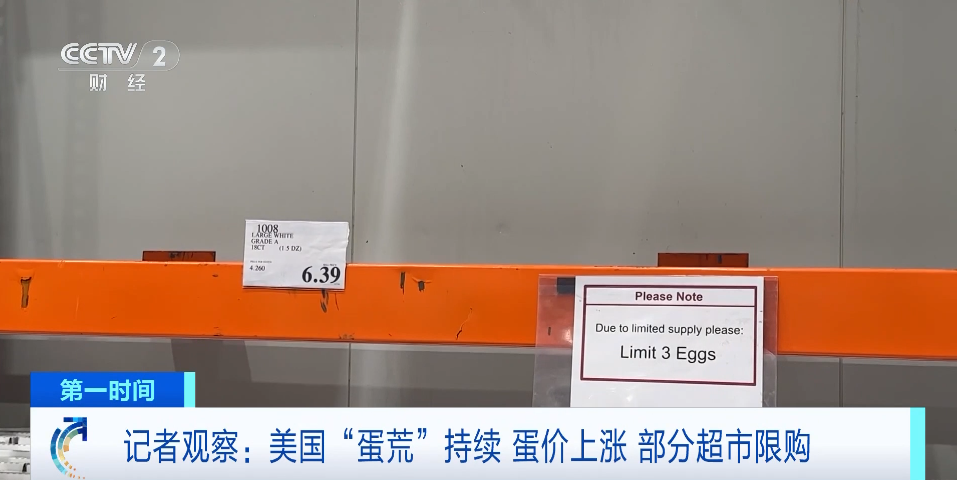 CCTV 2
财经
1008
LARGE WHITE
GRADE A
18CT (1.5 DZ)
4.260
6.39
Please Note
Due to limited supply please:
Limit 3 Eggs
第一时间
记者观察：美国“蛋荒”持续 蛋价上涨 部分超市限购